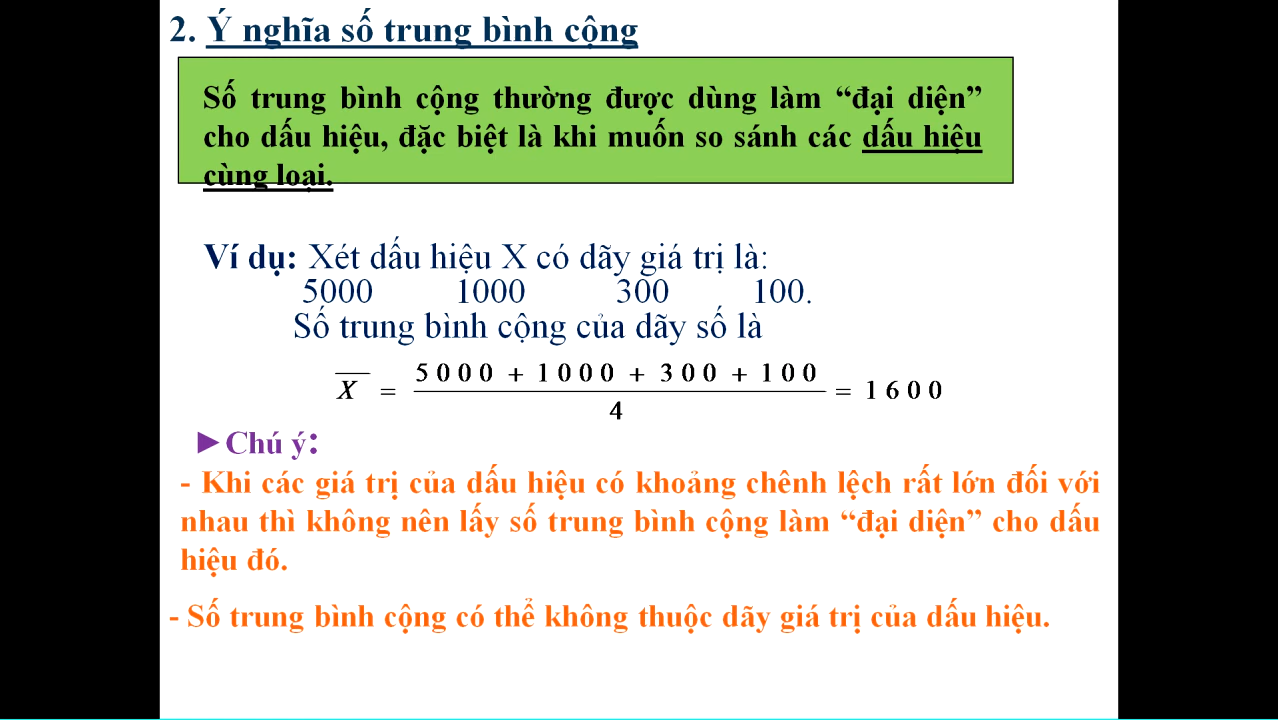 2. Ý nghĩa số trung bình cộng
Số trung bình cộng thường được dùng làm “đại diện”
cho dấu hiệu, đặc biệt là khi muốn so sánh các dấu hiệu
cùng loại.
Ví dụ: Xét dấu hiệu X có dãy giá trị là:
5000 1000 300 100.
Số trung bình cộng của dãy số là
X̅ = (5000 + 1000 + 300 + 100) / 4 = 1600
►Chú ý:
- Khi các giá trị của dấu hiệu có khoảng chênh lệch rất lớn đối với
nhau thì không nên lấy số trung bình cộng làm “đại diện” cho dấu
hiệu đó.
- Số trung bình cộng có thể không thuộc dãy giá trị của dấu hiệu.